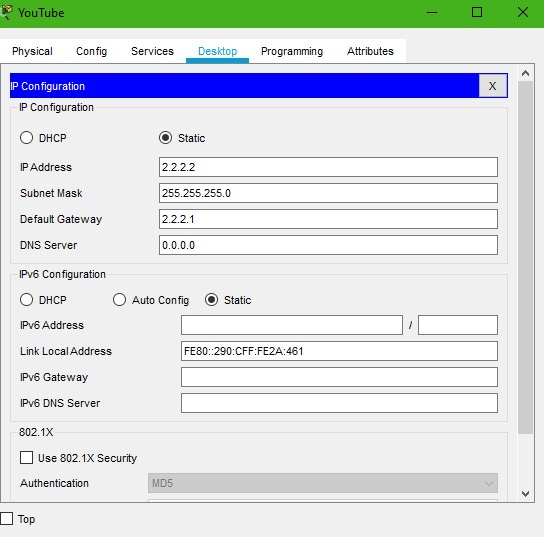 YouTube
Physical Config Services Desktop Programming Attributes
IP Configuration X
IP Configuration
DHCP Static
IP Address 2.2.2.2
Subnet Mask 255.255.255.0
Default Gateway 2.2.2.1
DNS Server 0.0.0.0
IPv6 Configuration
DHCP Auto Config Static
IPv6 Address /
Link Local Address FE80::290:CFF:FE2A:461
IPv6 Gateway
IPv6 DNS Server
802.1X
Use 802.1X Security
Authentication MD5
Top